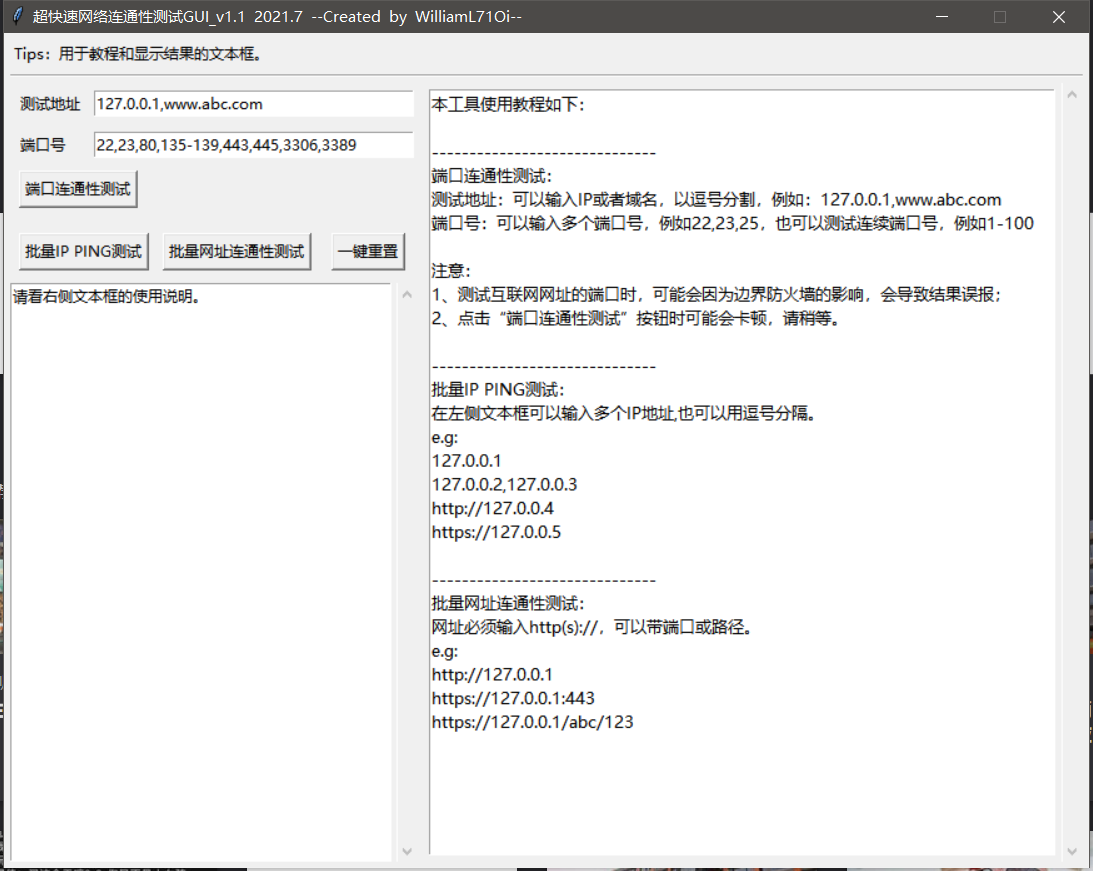 超快速网络连通性测试GUI_v1.1 2021.7 --Created by WilliamL71Oi--
Tips：用于教程和显示结果的文本框。
测试地址 127.0.0.1,www.abc.com
端口号 22,23,80,135-139,443,445,3306,3389
端口连通性测试
批量IP PING测试 批量网址连通性测试 一键重置
请看右侧文本框的使用说明。
本工具使用教程如下：
------------------------------
端口连通性测试：
测试地址：可以输入IP或者域名，以逗号分割，例如：127.0.0.1,www.abc.com
端口号：可以输入多个端口号，例如22,23,25，也可以测试连续端口号，例如1-100
注意：
1、测试互联网网址的端口时，可能会因为边界防火墙的影响，会导致结果误报；
2、点击“端口连通性测试”按钮时可能会卡顿，请稍等。
------------------------------
批量IP PING测试：
在左侧文本框可以输入多个IP地址,也可以用逗号分隔。
e.g:
127.0.0.1
127.0.0.2,127.0.0.3
http://127.0.0.4
https://127.0.0.5
------------------------------
批量网址连通性测试：
网址必须输入http(s)://，可以带端口或路径。
e.g:
http://127.0.0.1
https://127.0.0.1:443
https://127.0.0.1/abc/123